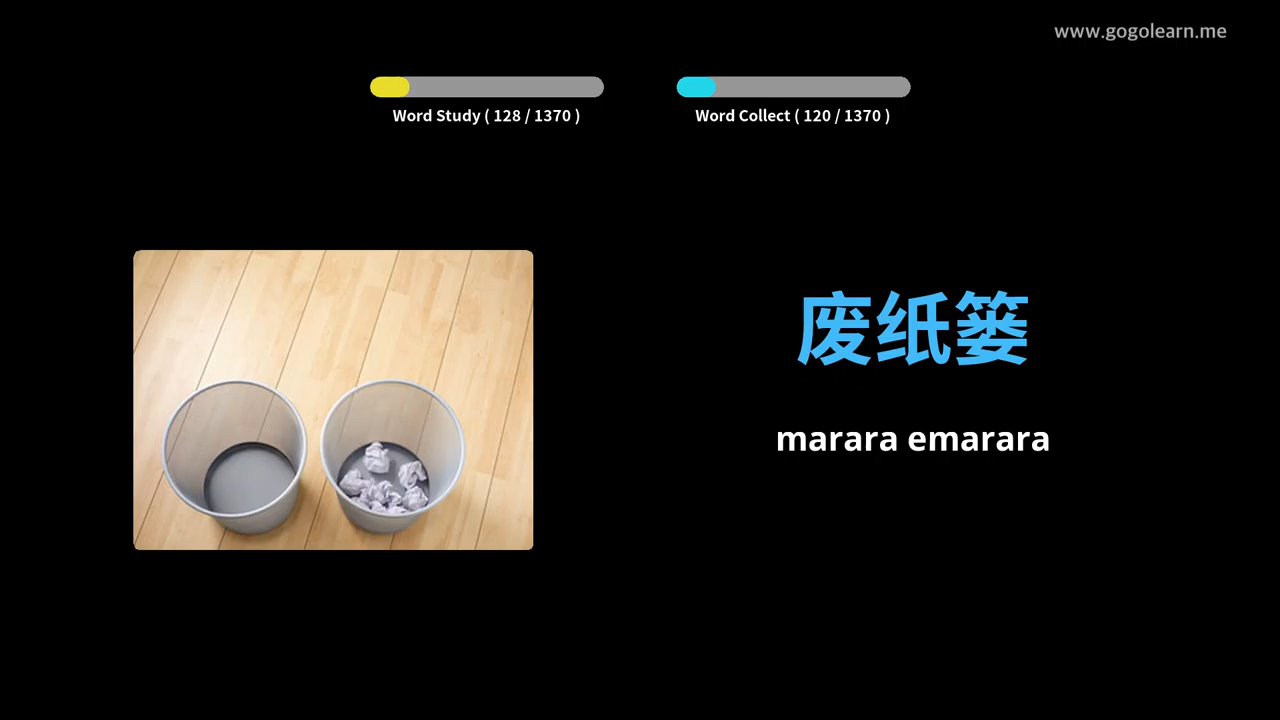 www.gogolearn.me
Word Study ( 128 / 1370 )
Word Collect ( 120 / 1370 )
废纸篓
marara emarara